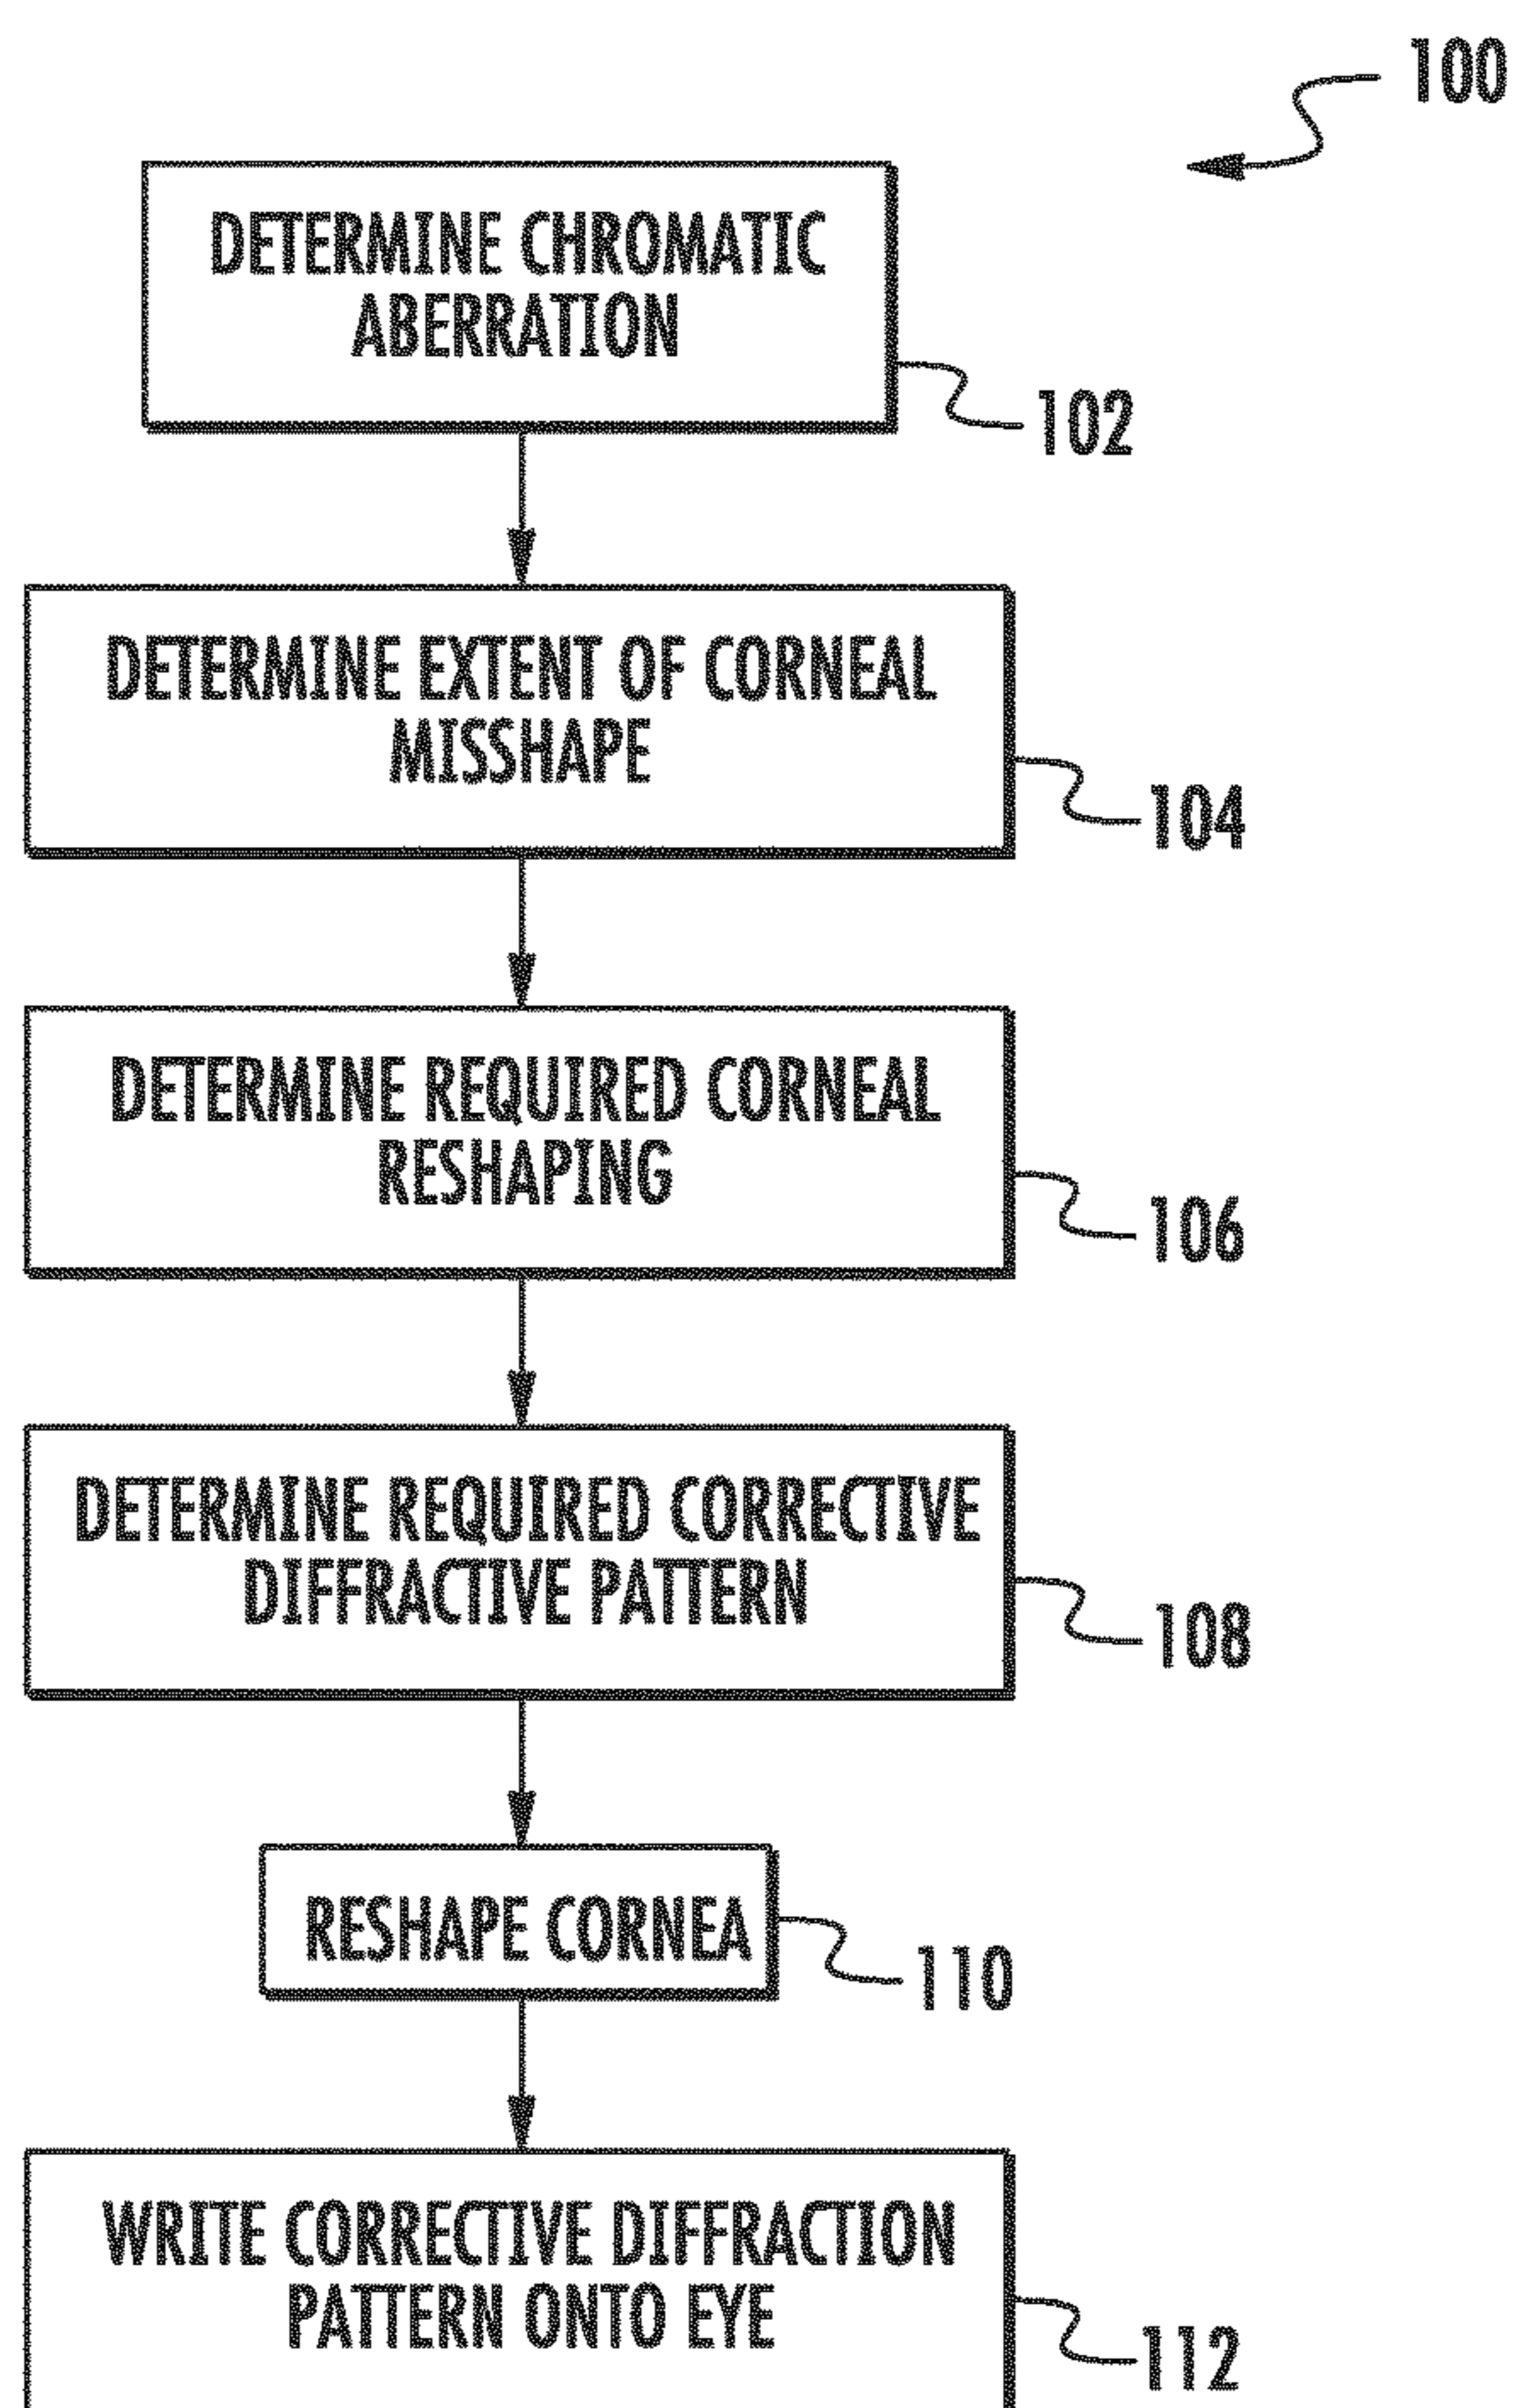 100
DETERMINE CHROMATIC
ABERRATION
102
DETERMINE EXTENT OF CORNEAL
MISSHAPE
104
DETERMINE REQUIRED CORNEAL
RESHAPING
106
DETERMINE REQUIRED CORRECTIVE
DIFFRACTIVE PATTERN
108
RESHAPE CORNEA
110
WRITE CORRECTIVE DIFFRACTION
PATTERN ONTO EYE
112